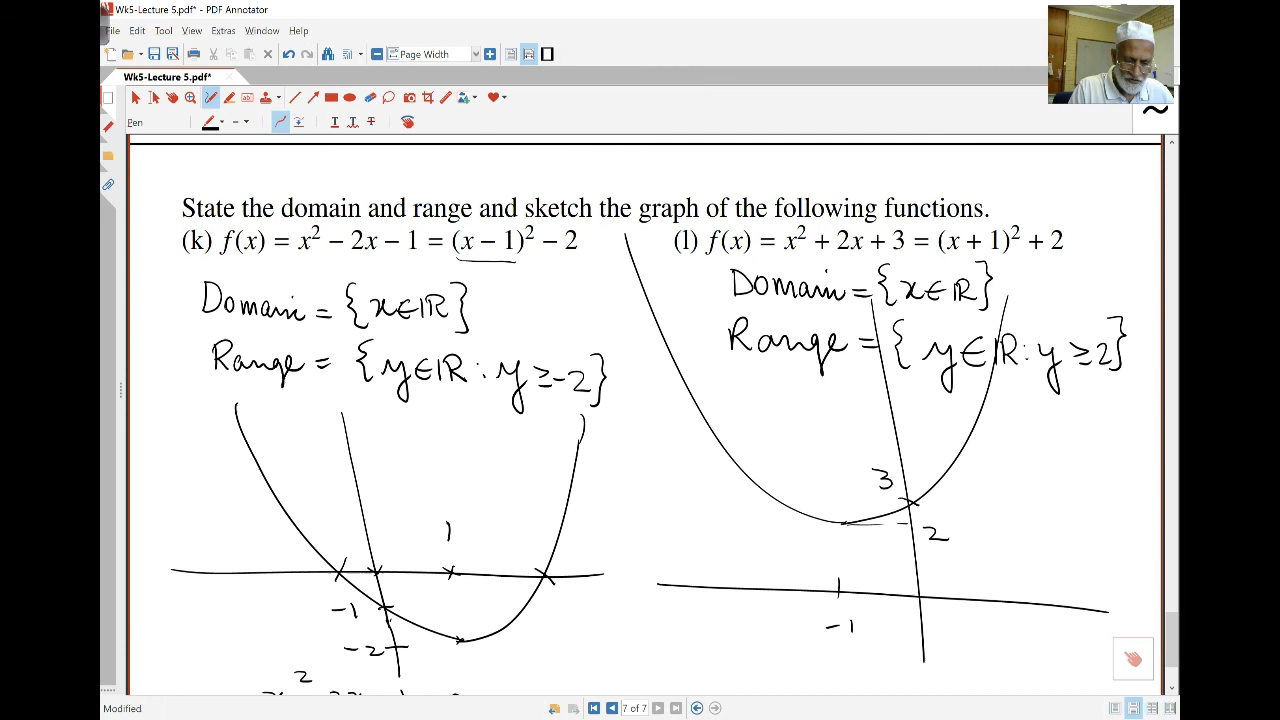 Wk5-Lecture 5.pdf* - PDF Annotator
File Edit Tool View Extras Window Help
Page Width
Wk5-Lecture 5.pdf*
Pen
State the domain and range and sketch the graph of the following functions.
(k) f(x) = x² − 2x − 1 = (x − 1)² − 2
(l) f(x) = x² + 2x + 3 = (x + 1)² + 2
Domain = {x∈ℝ}
Range = {y∈ℝ : y ≥ -2}
Domain = {x∈ℝ}
Range = {y∈ℝ : y ≥ 2}
1
-1
-2
3
2
-1
Modified
7 of 7